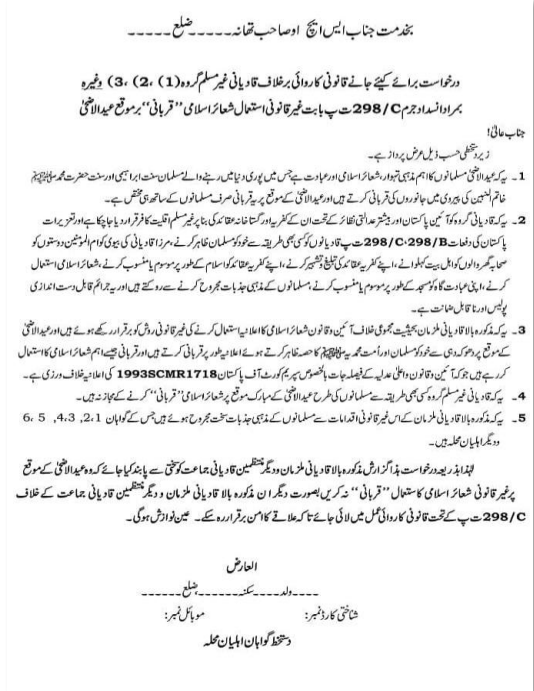 بخدمت جناب ایس ایچ او صاحب تھانہ ۔۔۔۔۔ ضلع ۔۔۔۔۔
درخواست برائے کیئے جانے قانونی کاروائی برخلاف قادیانی غیر مسلم گروہ (1) ، (2) ، (3) وغیرہ
بمراد انسداد جرم 298/C ت پ بابت غیر قانونی استعمال شعائر اسلامی ”قربانی“ برموقع عید الاضحیٰ
جناب عالی!
زیر دستخطی حسب ذیل عرض پرداز ہے۔
1 ۔ یہ کہ عید الاضحیٰ مسلمانوں کا اہم مذہبی تہوار، شعائر اسلامی اور عبادت ہے جس میں پوری دنیا میں رہنے والے مسلمان سنت ابراہیمی اور سنت حضرت محمد ﷺ
خاتم النبیین کی پیروی میں جانوروں کی قربانی کرتے ہیں اور عید الاضحیٰ کے موقع پر یہ قربانی صرف مسلمانوں کے ساتھ ہی مختص ہے۔
2 ۔ یہ کہ قادیانی گروہ کو آئین پاکستان اور بیشتر عدالتی نظائر کے تحت ان کے کفریہ اور گستاخانہ عقائد کی بنا پر غیر مسلم اقلیت کا قرار دیا جا چکا ہے اور تعزیرات
پاکستان کی دفعات 298/C،298/B ت پ قادیانوں کو کسی بھی طریقہ سے خود کو مسلمان ظاہر کرنے، مرزا قادیانی کی بیوی کو ام المومنین دوستوں کو
صحابہ گھر والوں کو اہل بیت کہلوانے، اپنے کفریہ عقائد کی تبلیغ و تشہیر کرنے، اپنے کفریہ عقائد کو اسلام کے طور پر موسوم یا منسوب کرنے، شعائر اسلامی استعمال
کرنے، اپنی عبادت گاہ کو مسجد کے طور پر موسوم یا منسوب کرنے، مسلمانوں کے مذہبی جذبات مجروح کرنے سے روکتے ہیں اور یہ جرائم قابل دست اندازی
پولیس اور نا قابل ضمانت ہے۔
3 ۔ یہ کہ مذکورہ بالا قادیانی ملزمان بحیثیت مجموعی خلاف آئین و قانون شعائر اسلامی کا اعلانیہ استعمال کرنے کی غیر قانونی روش کو برقرار رکھے ہوئے ہیں اور عید الاضحیٰ
کے موقع پر دھوکہ دہی سے خود کو مسلمان اور اُمت محمدیہ ﷺ کا حصہ ظاہر کرتے ہوئے اعلانیہ طور پر قربانی کرتے ہیں اور قربانی جیسے اہم شعائر اسلامی کا استعمال
کر رہے ہیں جو کہ آئین و قانون و اعلیٰ عدلیہ کے فیصلہ جات بالخصوص سپریم کورٹ آف پاکستان 1993SCMR1718 کی اعلانیہ خلاف ورزی ہے۔
4 ۔ یہ کہ قادیانی غیر مسلم گروہ کسی بھی طریقہ سے مسلمانوں کی طرح عید الاضحیٰ کے مبارک موقع پر شعائر اسلامی ”قربانی“ کرنے کے مجاز نہ ہیں۔
5 ۔ یہ کہ مذکورہ بالا قادیانی ملزمان کے اس غیر قانونی اقدامات سے مسلمانوں کے مذہبی جذبات سخت مجروح ہوئے ہیں جس کے گواہان 2،1, 4،3, 5, 6
و دیگر اہلیان محلہ ہیں۔
لہٰذا بذریعہ درخواست ہذا گزارش مذکورہ بالا قادیانی ملزمان و دیگر منتظمین قادیانی جماعت کو سختی سے پابند کیا جائے کہ وہ عید الاضحیٰ کے موقع
پر غیر قانونی شعائر اسلامی کا ستعمال ”قربانی“ نہ کریں بصورت دیگر ان مذکورہ بالا قادیانی ملزمان و دیگر منتظمین قادیانی جماعت کے خلاف
298/C ت پ کے تحت قانونی کاروائی عمل میں لائی جائے تا کہ علاقے کا امن برقرار رہ سکے۔ عین نوازش ہوگی۔
العارض
۔۔۔۔ ولد ۔۔۔۔ سکنہ ۔۔۔۔ ضلع ۔۔۔۔۔۔
شناختی کارڈ نمبر: موبائل نمبر:
دستخط گواہان اہلیان محلہ